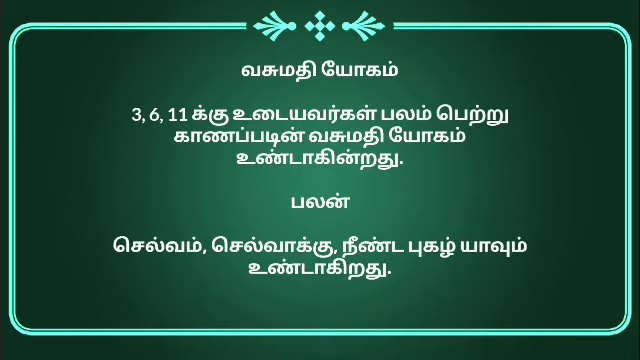 வசுமதி யோகம்
3, 6, 11 க்கு உடையவர்கள் பலம் பெற்று
காணப்படின் வசுமதி யோகம்
உண்டாகின்றது.
பலன்
செல்வம், செல்வாக்கு, நீண்ட புகழ் யாவும்
உண்டாகிறது.